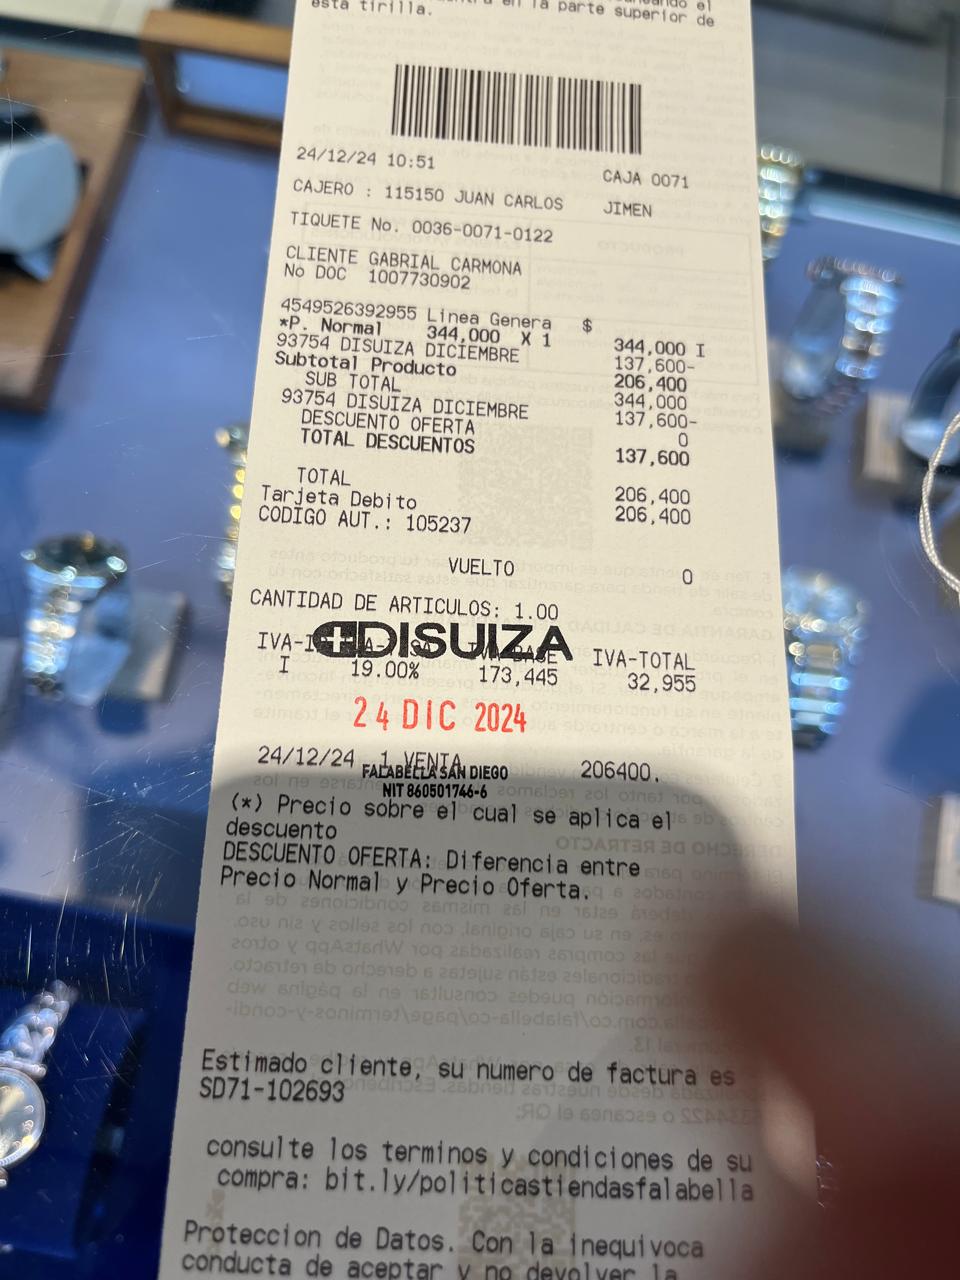 en la parte superior de
esta tirilla.
24/12/24 10:51 CAJA 0071
CAJERO : 115150 JUAN CARLOS JIMEN
TIQUETE No. 0036-0071-0122
CLIENTE GABRIAL CARMONA
No DOC 1007730902
4549526392955 Linea Genera $
*P. Normal 344,000 X 1 344,000 I
93754 DISUIZA DICIEMBRE 137,600-
Subtotal Producto 206,400
SUB TOTAL 344,000
93754 DISUIZA DICIEMBRE 137,600-
DESCUENTO OFERTA 0
TOTAL DESCUENTOS 137,600
TOTAL 206,400
Tarjeta Debito 206,400
CODIGO AUT.: 105237
VUELTO 0
CANTIDAD DE ARTICULOS: 1.00
DISUIZA
IVA-BASE IVA-TOTAL
I 19.00% 173,445 32,955
24 DIC 2024
24/12/24 1 VENTA 206400.
FALABELLA SAN DIEGO
NIT 860501746-6
(*) Precio sobre el cual se aplica el
descuento
DESCUENTO OFERTA: Diferencia entre
Precio Normal y Precio Oferta.
Estimado cliente, su numero de factura es
SD71-102693
consulte los terminos y condiciones de su
compra: bit.ly/politicastiendasfalabella
Proteccion de Datos. Con la inequivoca
conducta de aceptar y no devolver la